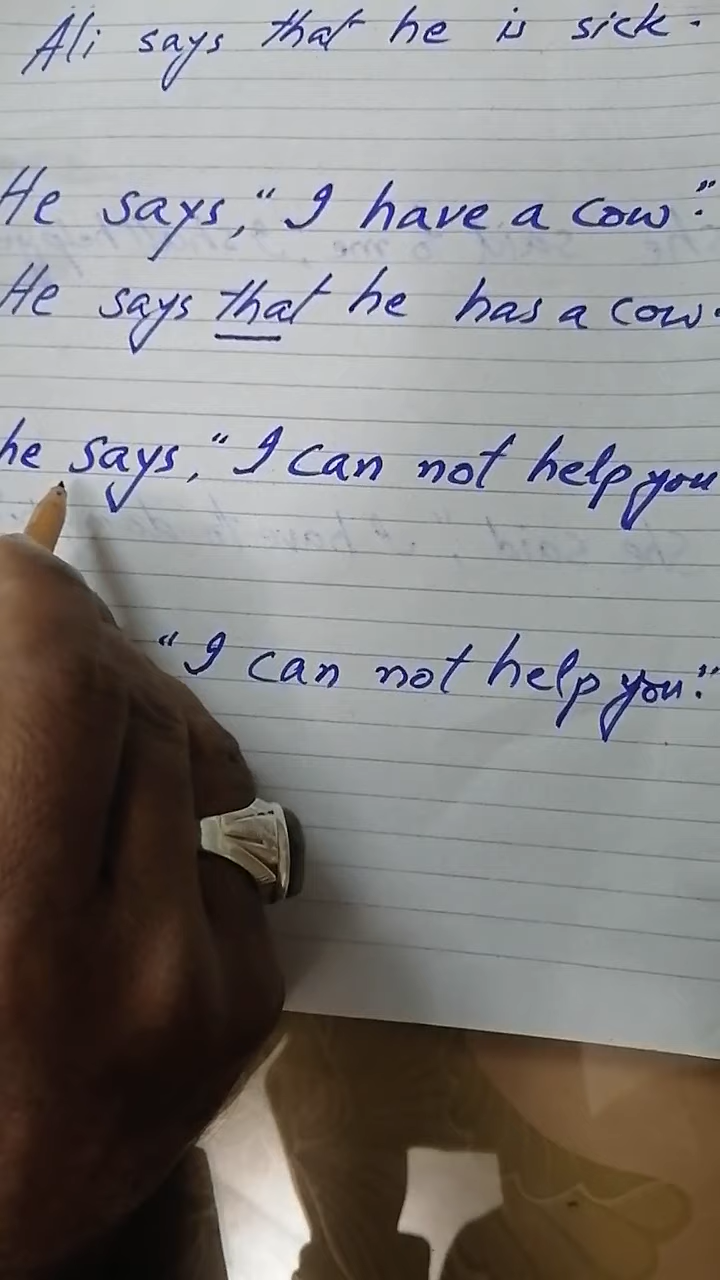 Ali says that he is sick.
He says, "I have a cow."
He says that he has a cow.
he says, "I can not help you
"I can not help you."